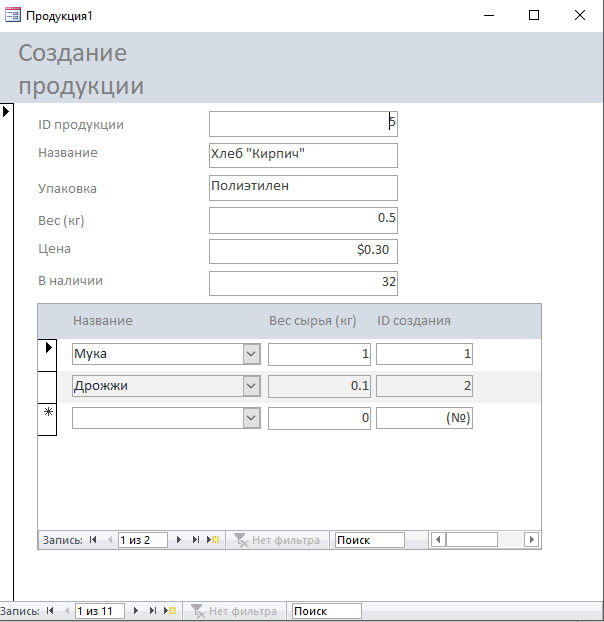 Продукция1
Создание
продукции
ID продукции 5
Название Хлеб "Кирпич"
Упаковка Полиэтилен
Вес (кг) 0.5
Цена $0.30
В наличии 32
Название Вес сырья (кг) ID создания
Мука 1 1
Дрожжи 0.1 2
0 (№)
Запись: 1 из 2 Нет фильтра Поиск
Запись: 1 из 11 Нет фильтра Поиск